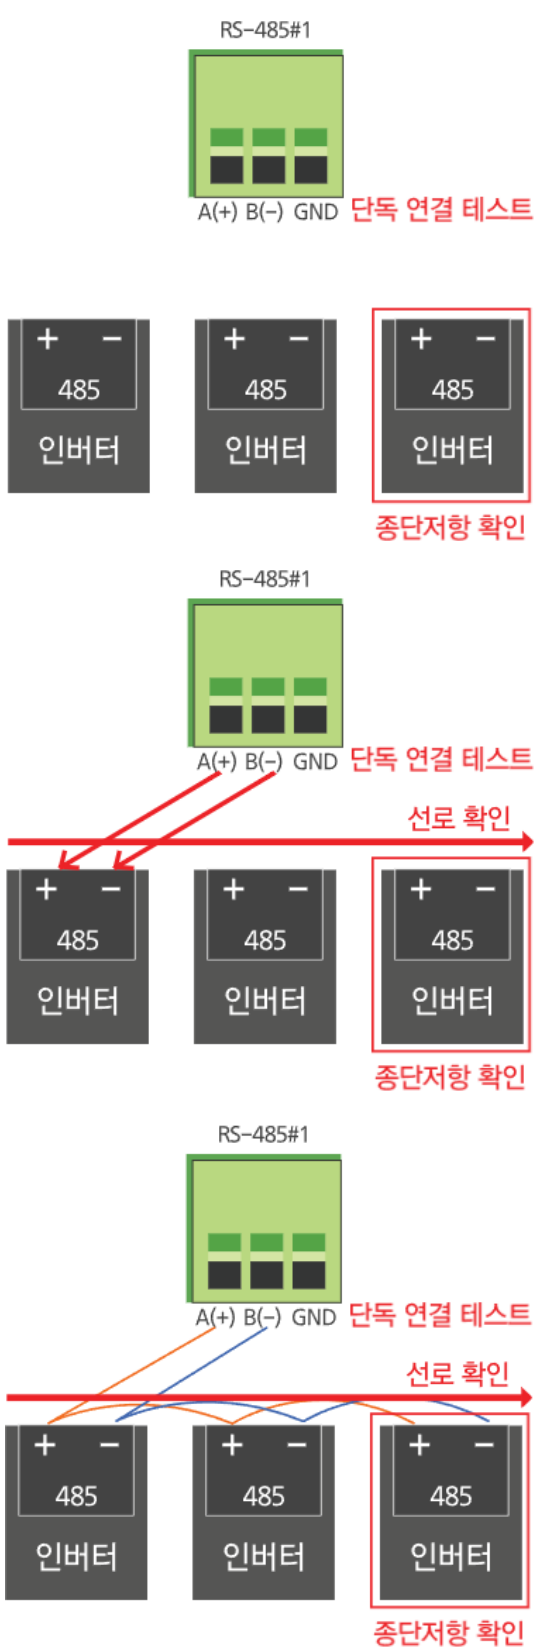 RS-485#1
A(+) B(-) GND 단독 연결 테스트
+ - + - + -
485 485 485
인버터 인버터 인버터
종단저항 확인
RS-485#1
A(+) B(-) GND 단독 연결 테스트
선로 확인
+ - + - + -
485 485 485
인버터 인버터 인버터
종단저항 확인
RS-485#1
A(+) B(-) GND 단독 연결 테스트
선로 확인
+ - + - + -
485 485 485
인버터 인버터 인버터
종단저항 확인